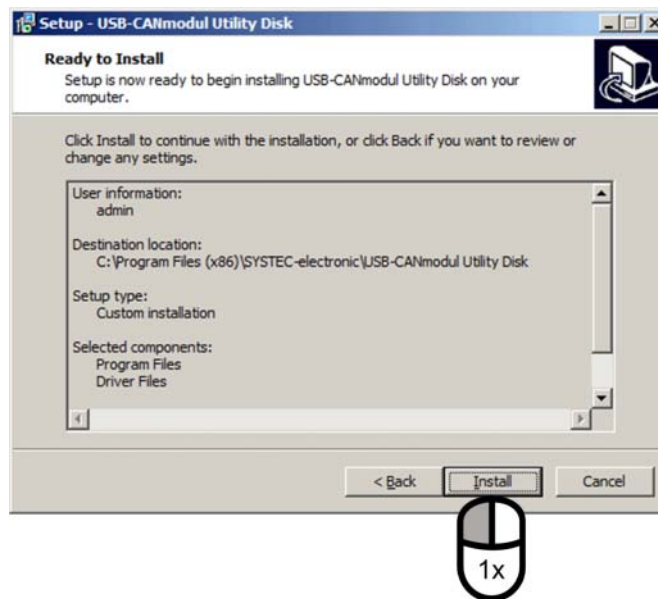 Setup - USB-CANmodul Utility Disk
Ready to Install
Setup is now ready to begin installing USB-CANmodul Utility Disk on your
computer.
Click Install to continue with the installation, or click Back if you want to review or
change any settings.
User information:
admin
Destination location:
C:\Program Files (x86)\SYSTEC-electronic\USB-CANmodul Utility Disk
Setup type:
Custom installation
Selected components:
Program Files
Driver Files
< Back Install Cancel
1x